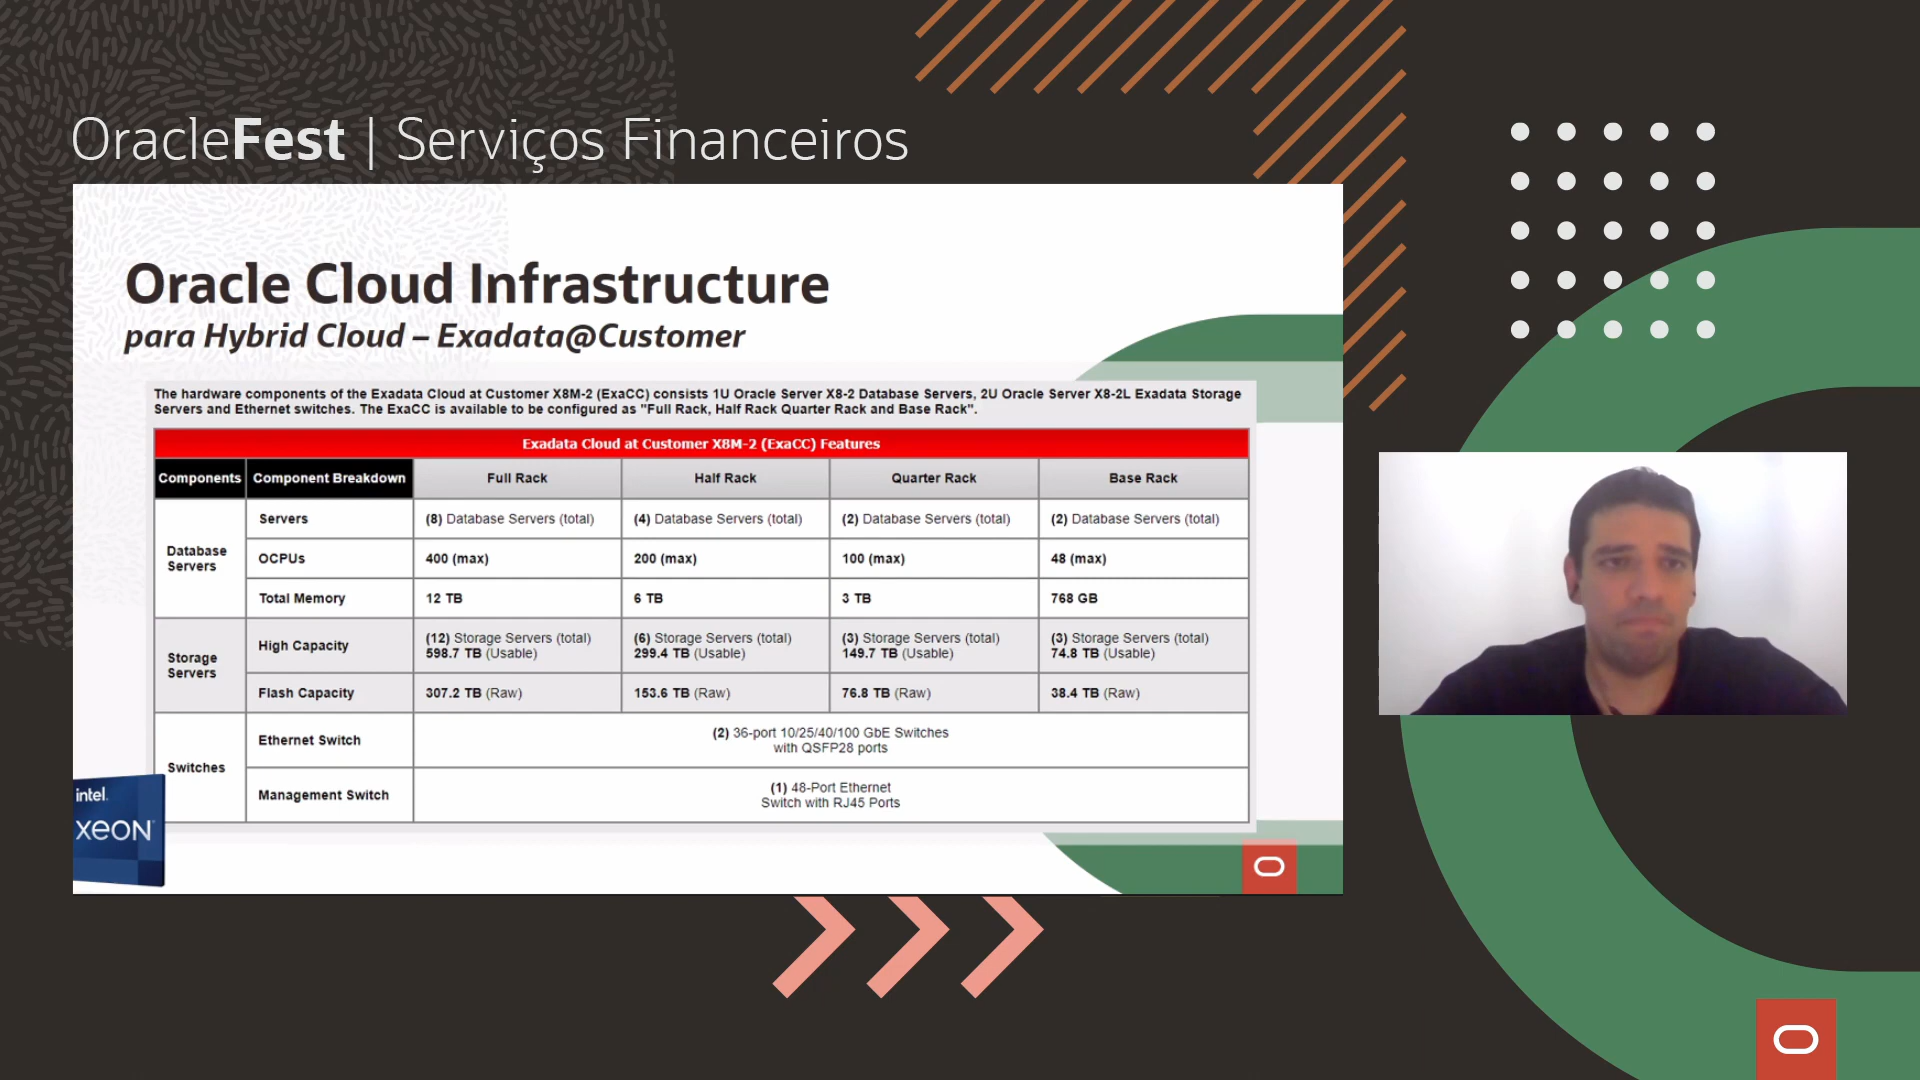 OracleFest | Serviços Financeiros
Oracle Cloud Infrastructure
para Hybrid Cloud – Exadata@Customer
The hardware components of the Exadata Cloud at Customer X8M-2 (ExaCC) consists 1U Oracle Server X8-2 Database Servers, 2U Oracle Server X8-2L Exadata Storage
Servers and Ethernet switches. The ExaCC is available to be configured as "Full Rack, Half Rack Quarter Rack and Base Rack".
Exadata Cloud at Customer X8M-2 (ExaCC) Features
Components Component Breakdown Full Rack Half Rack Quarter Rack Base Rack
Database
Servers
Servers (8) Database Servers (total) (4) Database Servers (total) (2) Database Servers (total) (2) Database Servers (total)
OCPUs 400 (max) 200 (max) 100 (max) 48 (max)
Total Memory 12 TB 6 TB 3 TB 768 GB
Storage
Servers
High Capacity (12) Storage Servers (total) (6) Storage Servers (total) (3) Storage Servers (total) (3) Storage Servers (total)
598.7 TB (Usable) 299.4 TB (Usable) 149.7 TB (Usable) 74.8 TB (Usable)
Flash Capacity 307.2 TB (Raw) 153.6 TB (Raw) 76.8 TB (Raw) 38.4 TB (Raw)
Switches
Ethernet Switch (2) 36-port 10/25/40/100 GbE Switches
with QSFP28 ports
Management Switch (1) 48-Port Ethernet
Switch with RJ45 Ports
intel.
XEON